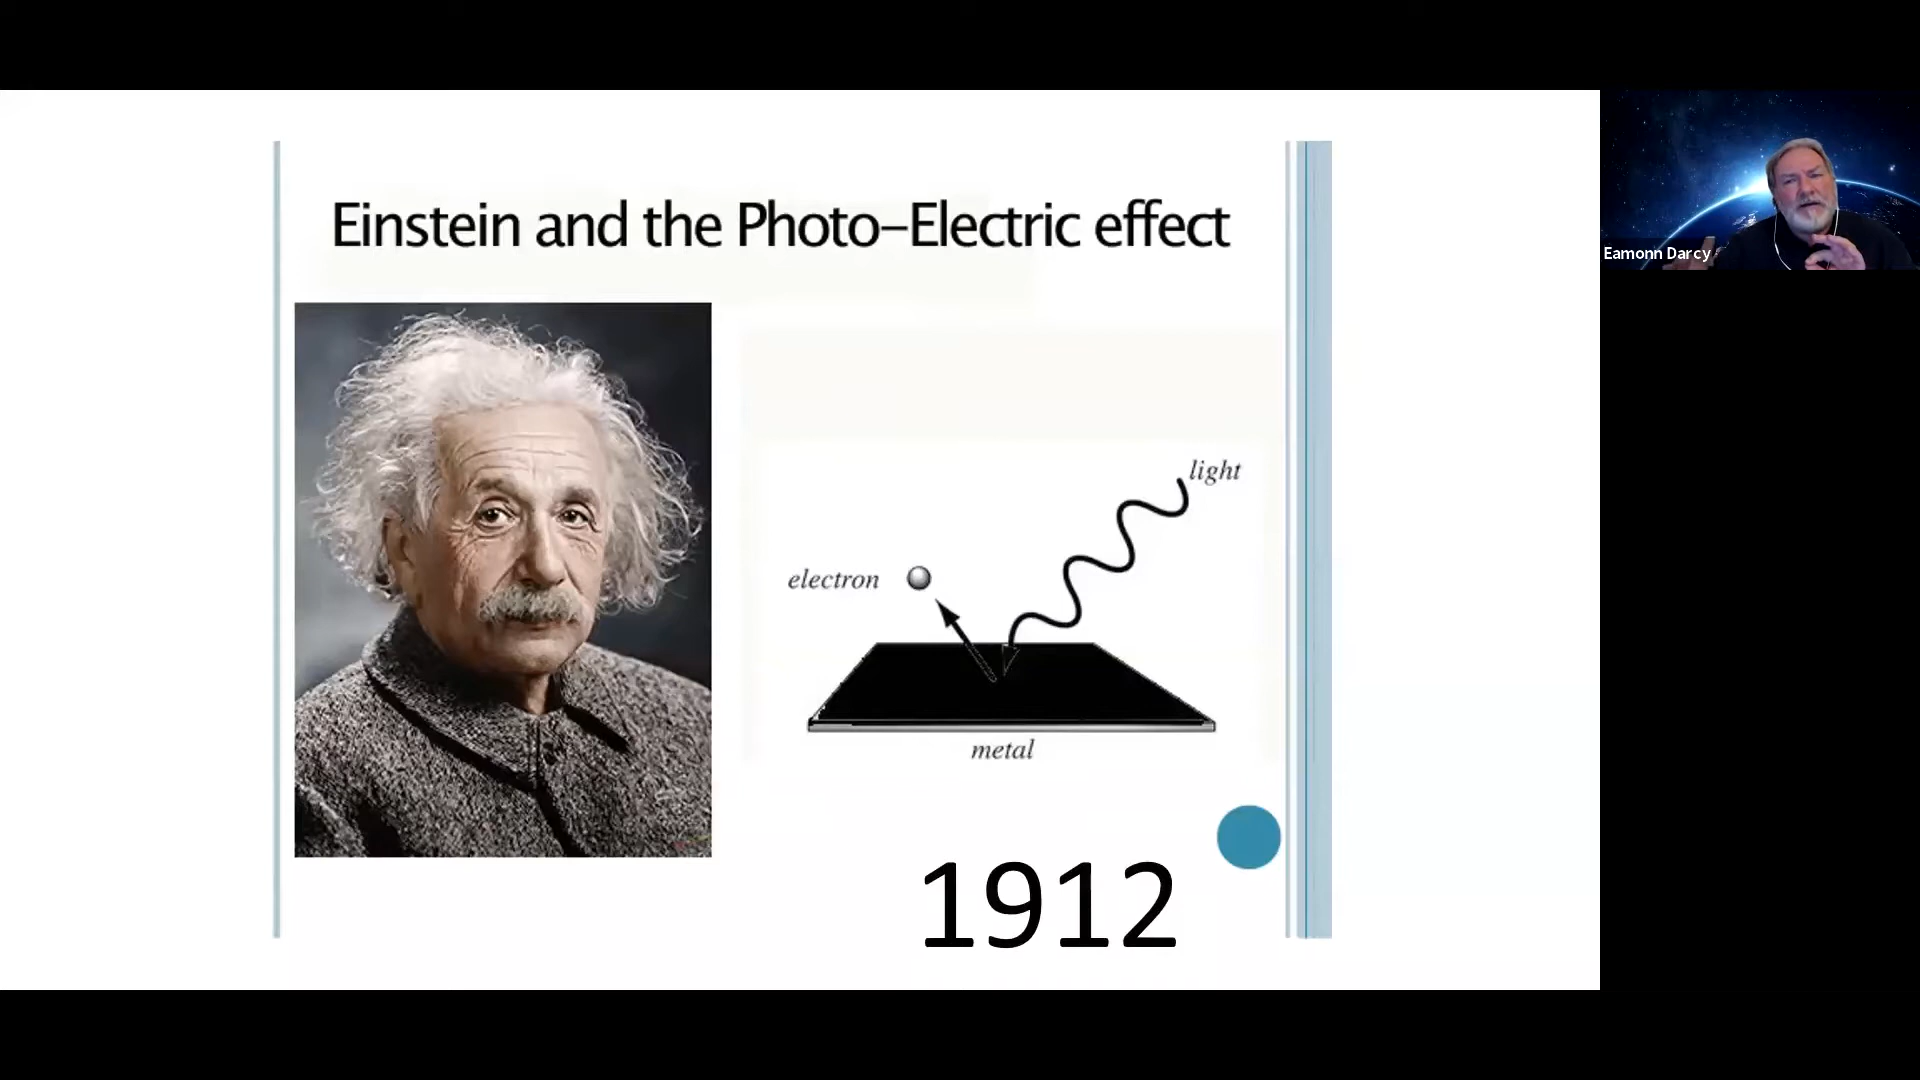 Einstein and the Photo–Electric effect
Eamonn Darcy
light
electron
metal
1912